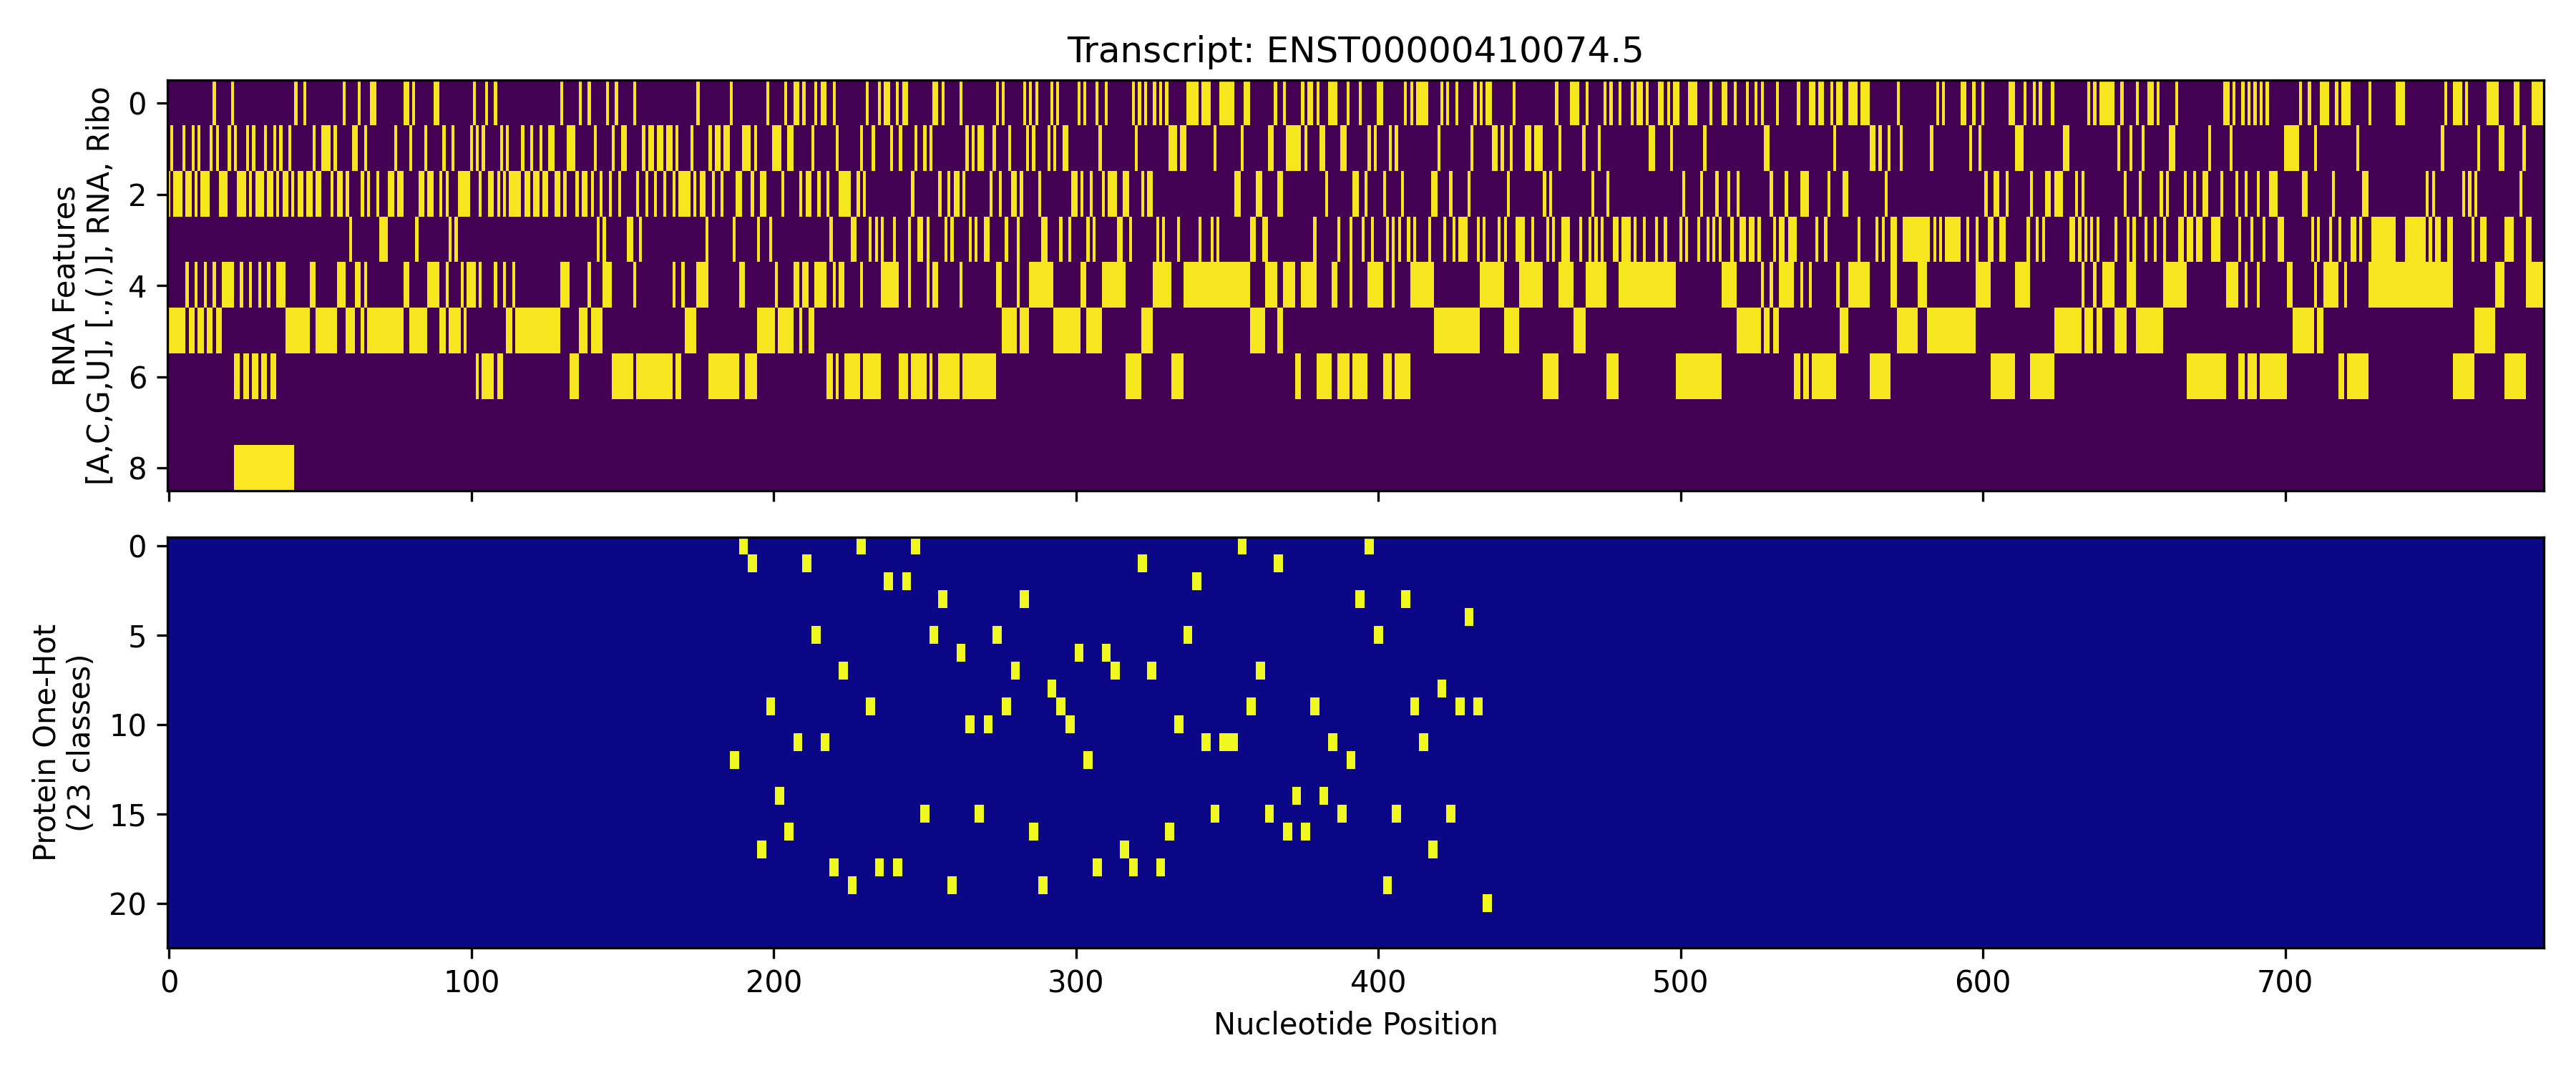 Transcript: ENST00000410074.5
RNA Features
[A,C,G,U], [.,(,)], RNA, Ribo
0
2
4
6
8
Protein One-Hot
(23 classes)
0
5
10
15
20
0 100 200 300 400 500 600 700
Nucleotide Position